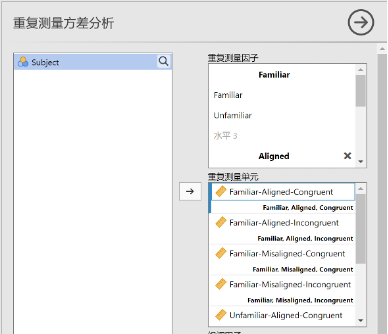 重复测量方差分析
Subject
重复测量因子
Familiar
Familiar
Unfamiliar
水平 3
Aligned
重复测量单元
Familiar-Aligned-Congruent
Familiar, Aligned, Congruent
Familiar-Aligned-Incongruent
Familiar, Aligned, Incongruent
Familiar-Misaligned-Congruent
Familiar, Misaligned, Congruent
Familiar-Misaligned-Incongruent
Familiar, Misaligned, Incongruent
Unfamiliar-Aligned-Congruent